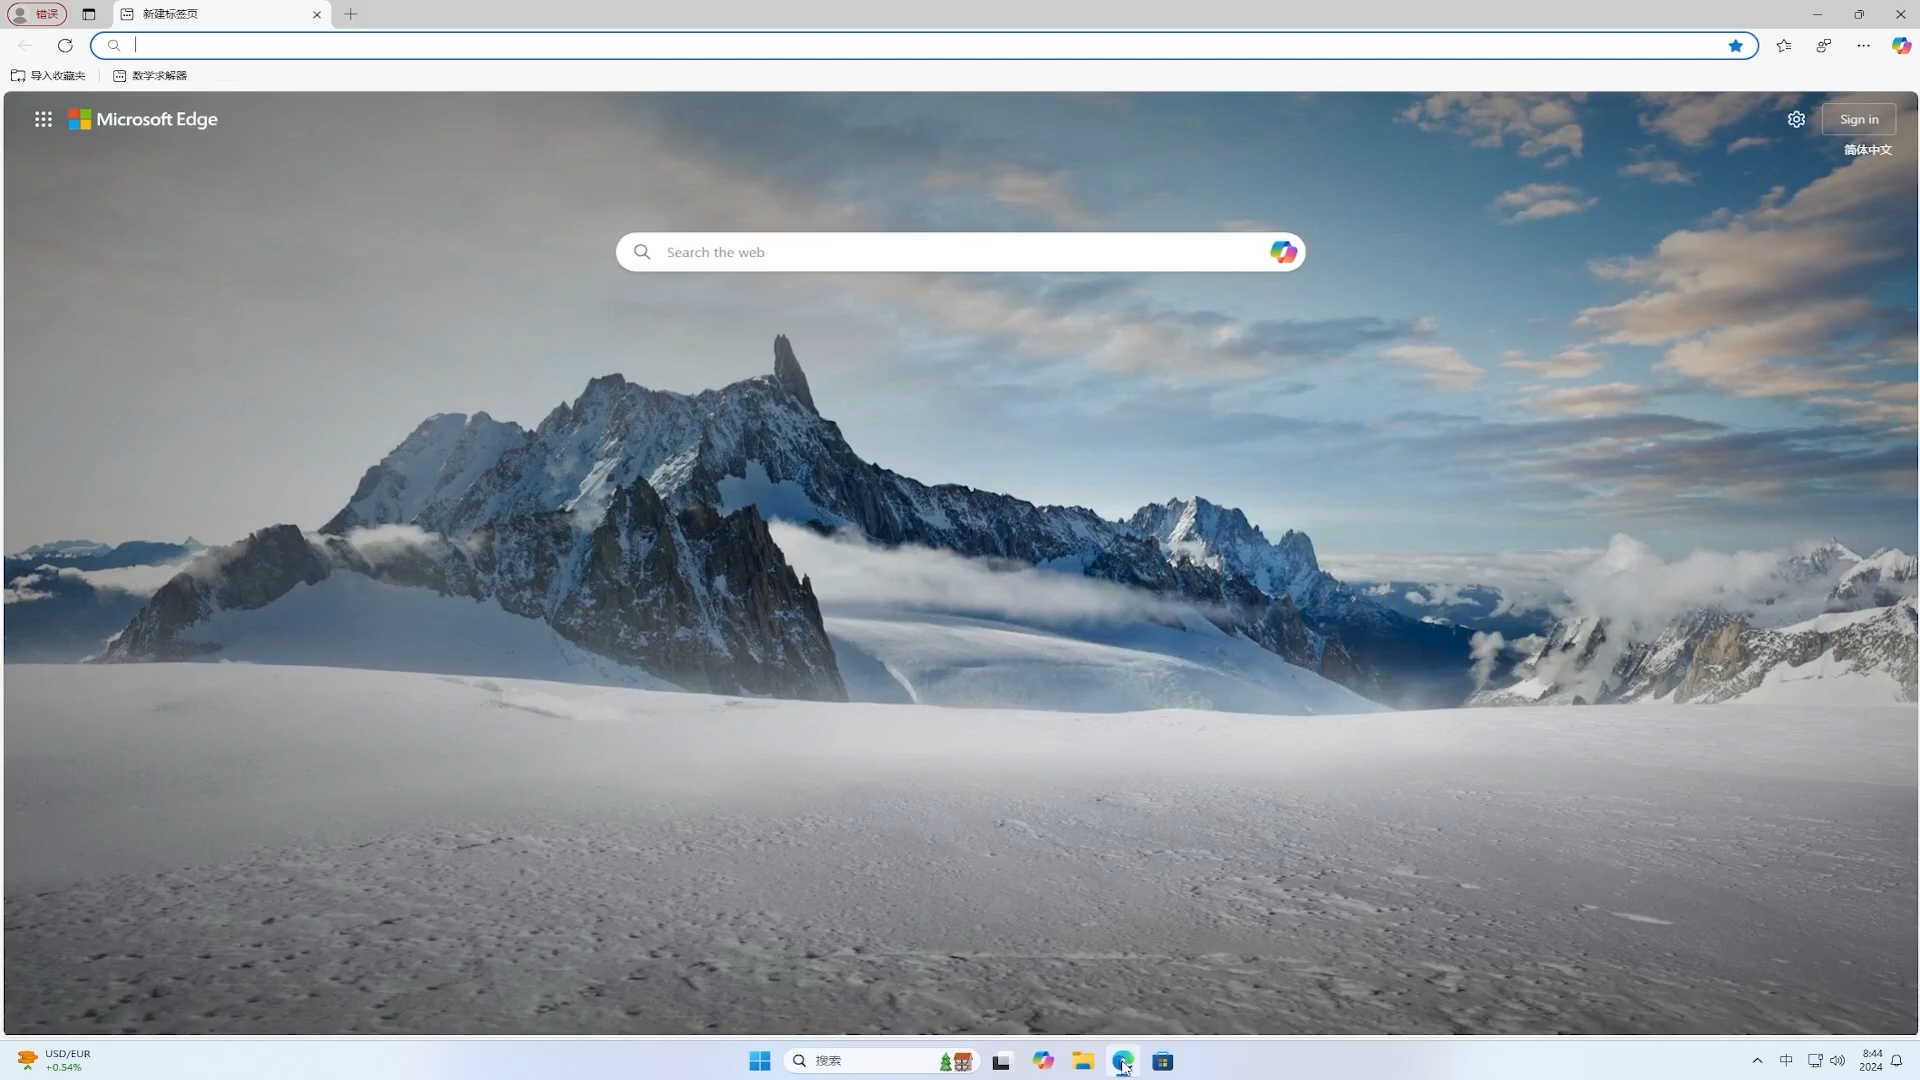 错误
新建标签页
导入收藏夹
数学求解器
Microsoft Edge
Sign in
简体中文
Search the web
USD/EUR
+0.54%
搜索
中
8:44
2024